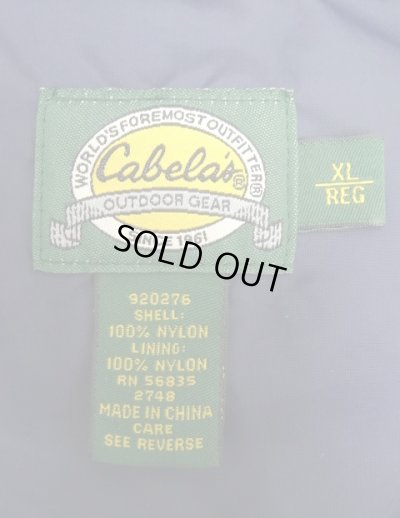 WORLD'S FOREMOST OUTFITTER®
Cabela's®
OUTDOOR GEAR
SINCE 1961
XL
REG
SOLD OUT
920276
SHELL:
100% NYLON
LINING:
100% NYLON
RN 56835
2748
MADE IN CHINA
CARE
SEE REVERSE